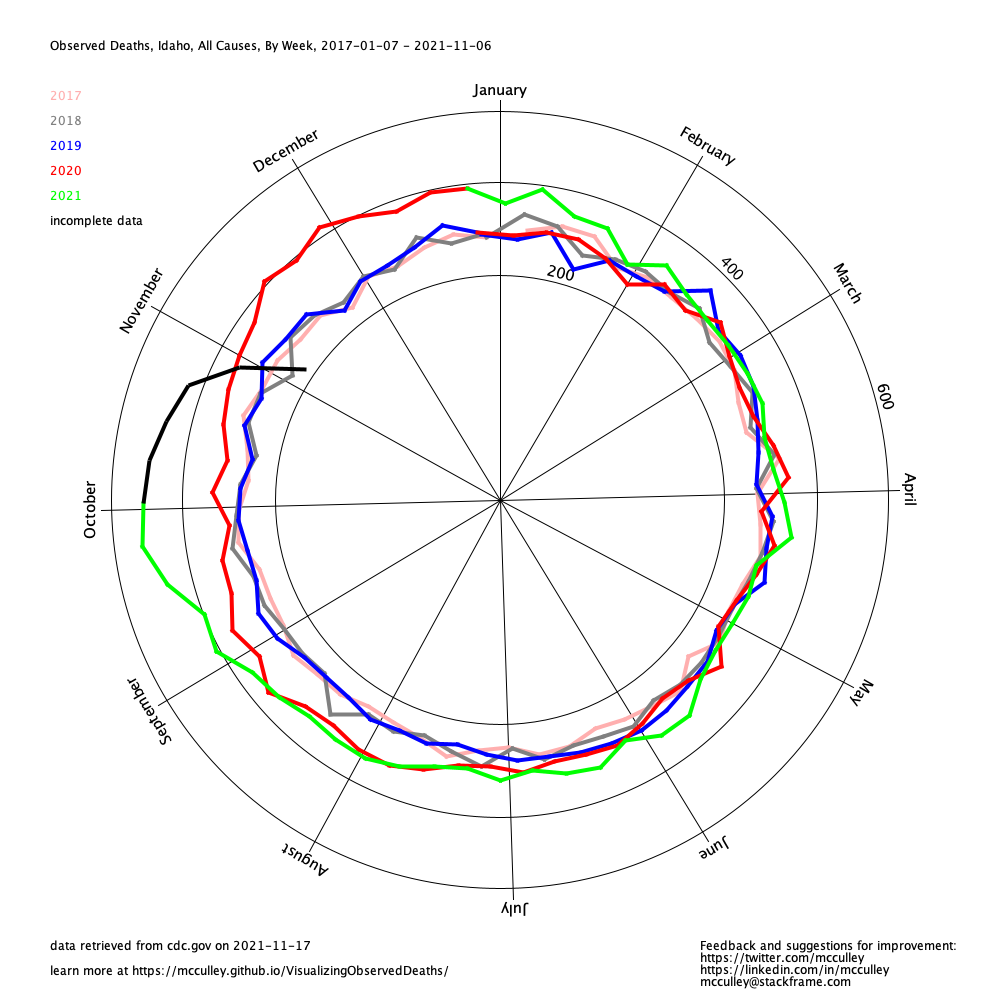 Observed Deaths, Idaho, All Causes, By Week, 2017-01-07 - 2021-11-06
2017
2018
2019
2020
2021
incomplete data
January
February
March
April
May
June
July
August
September
October
November
December
200
400
600
data retrieved from cdc.gov on 2021-11-17
learn more at https://mcculley.github.io/VisualizingObservedDeaths/
Feedback and suggestions for improvement:
https://twitter.com/mcculley
https://linkedin.com/in/mcculley
mcculley@stackframe.com